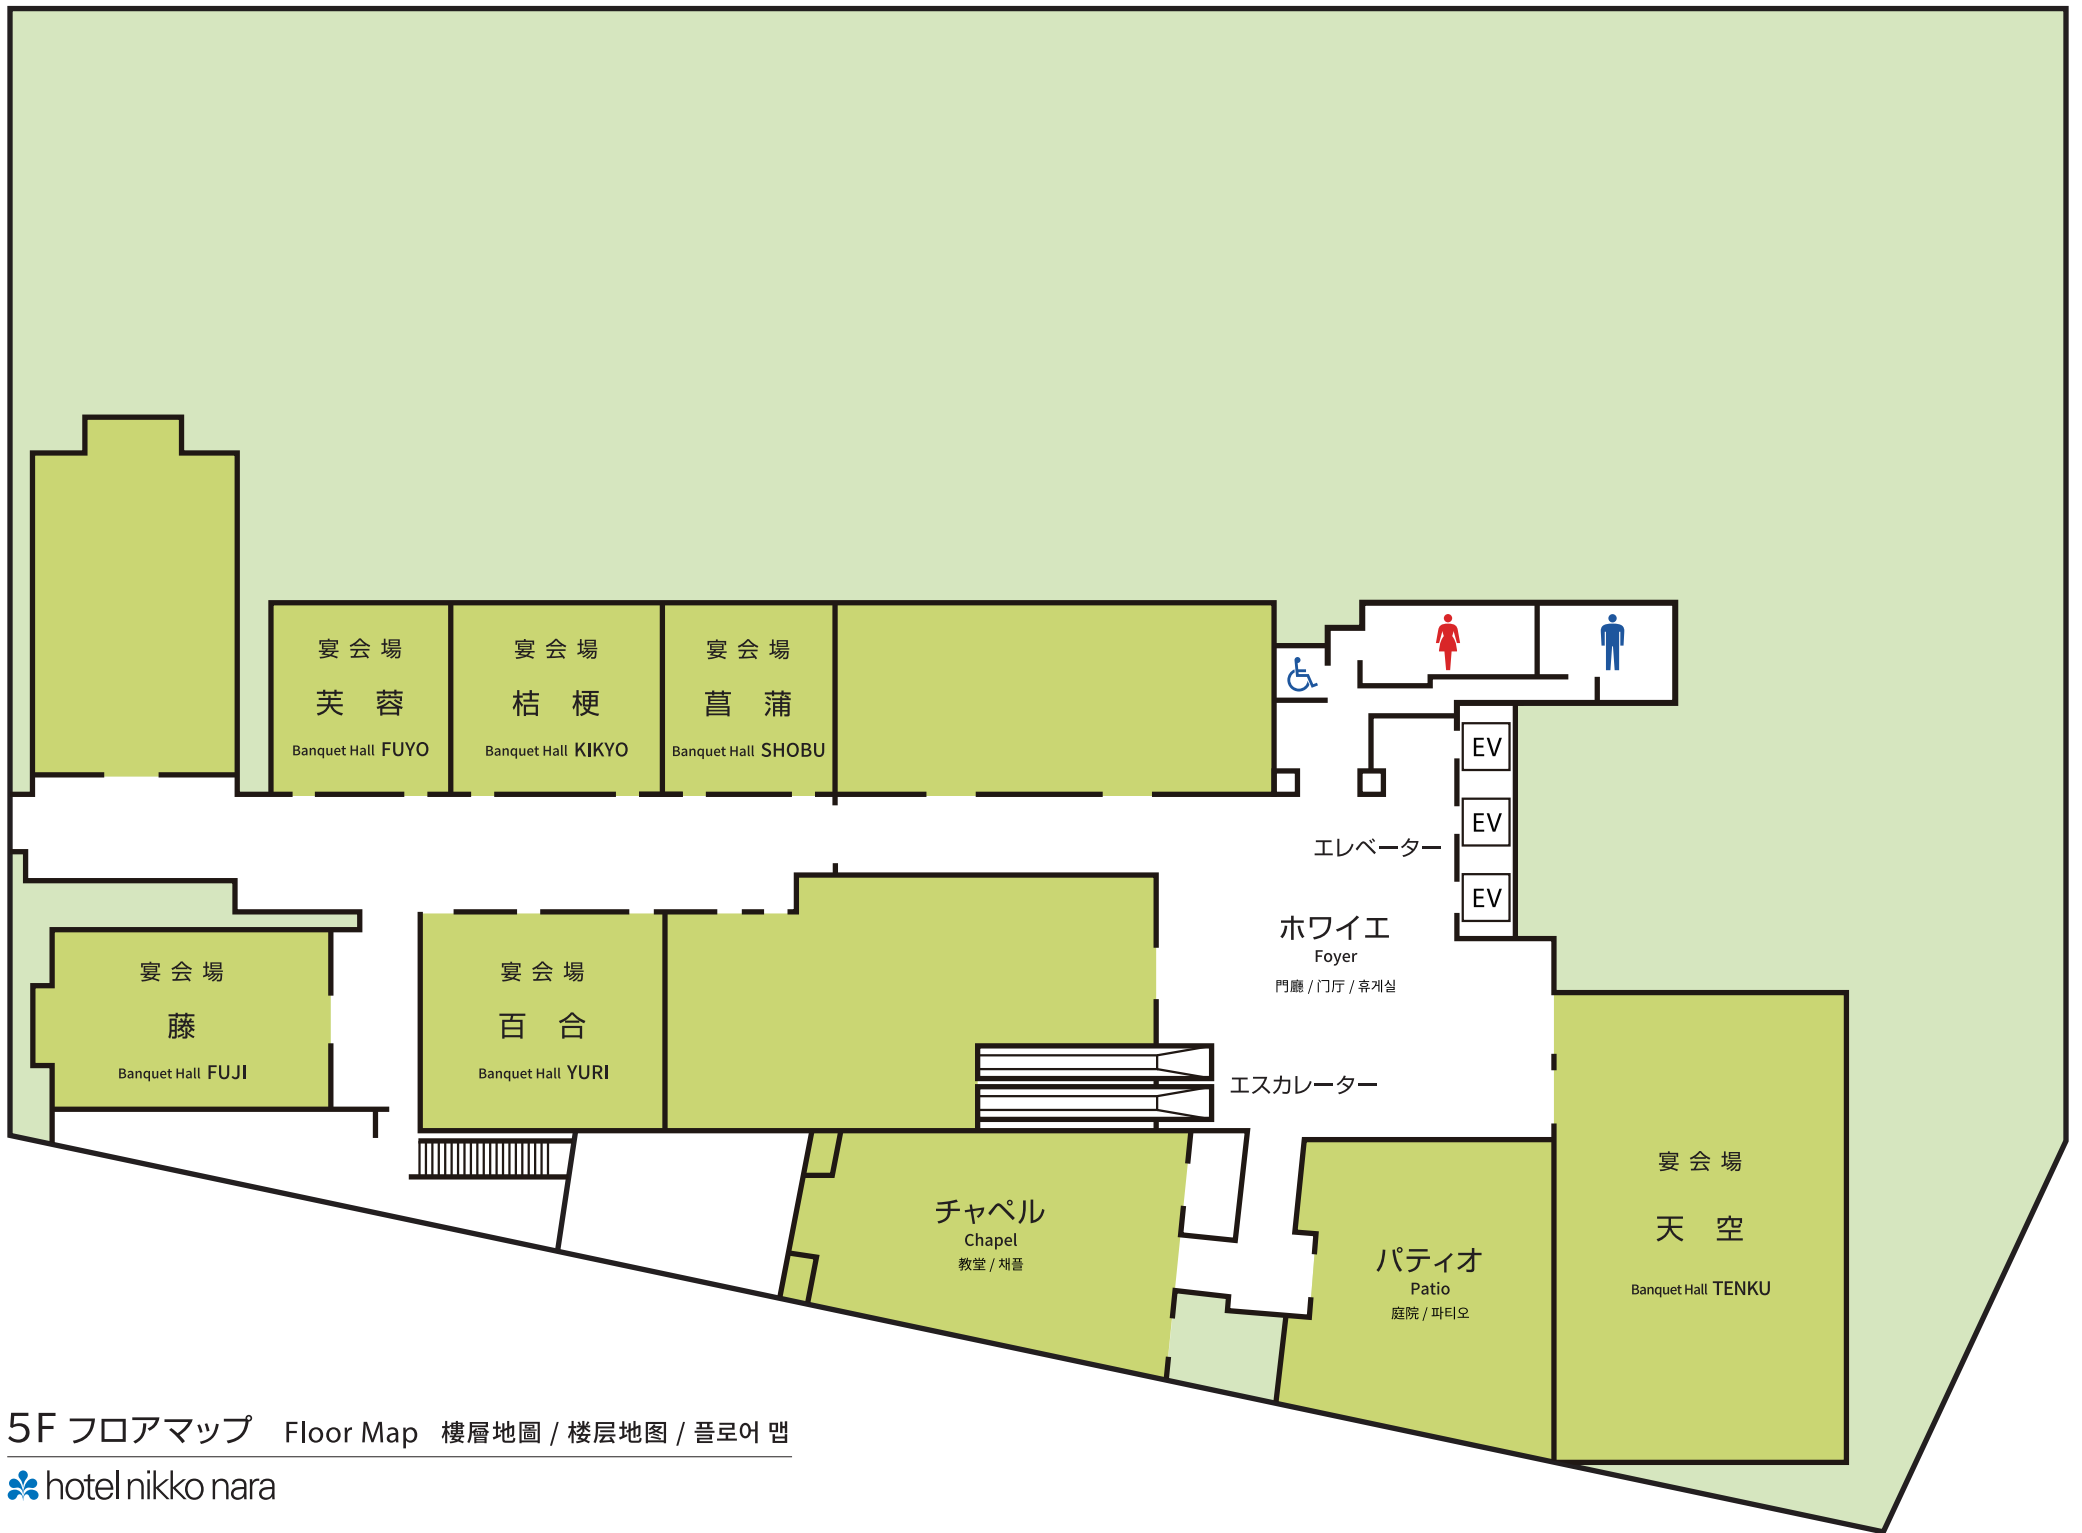 宴会場
芙蓉
Banquet Hall FUYO
宴会場
桔梗
Banquet Hall KIKYO
宴会場
菖蒲
Banquet Hall SHOBU
EV
EV
EV
エレベーター
ホワイエ
Foyer
門廳 / 门厅 / 휴게실
宴会場
藤
Banquet Hall FUJI
宴会場
百合
Banquet Hall YURI
エスカレーター
チャペル
Chapel
教堂 / 채플
パティオ
Patio
庭院 / 파티오
宴会場
天空
Banquet Hall TENKU
5F フロアマップ Floor Map 樓層地圖 / 楼层地图 / 플로어 맵
hotel nikko nara